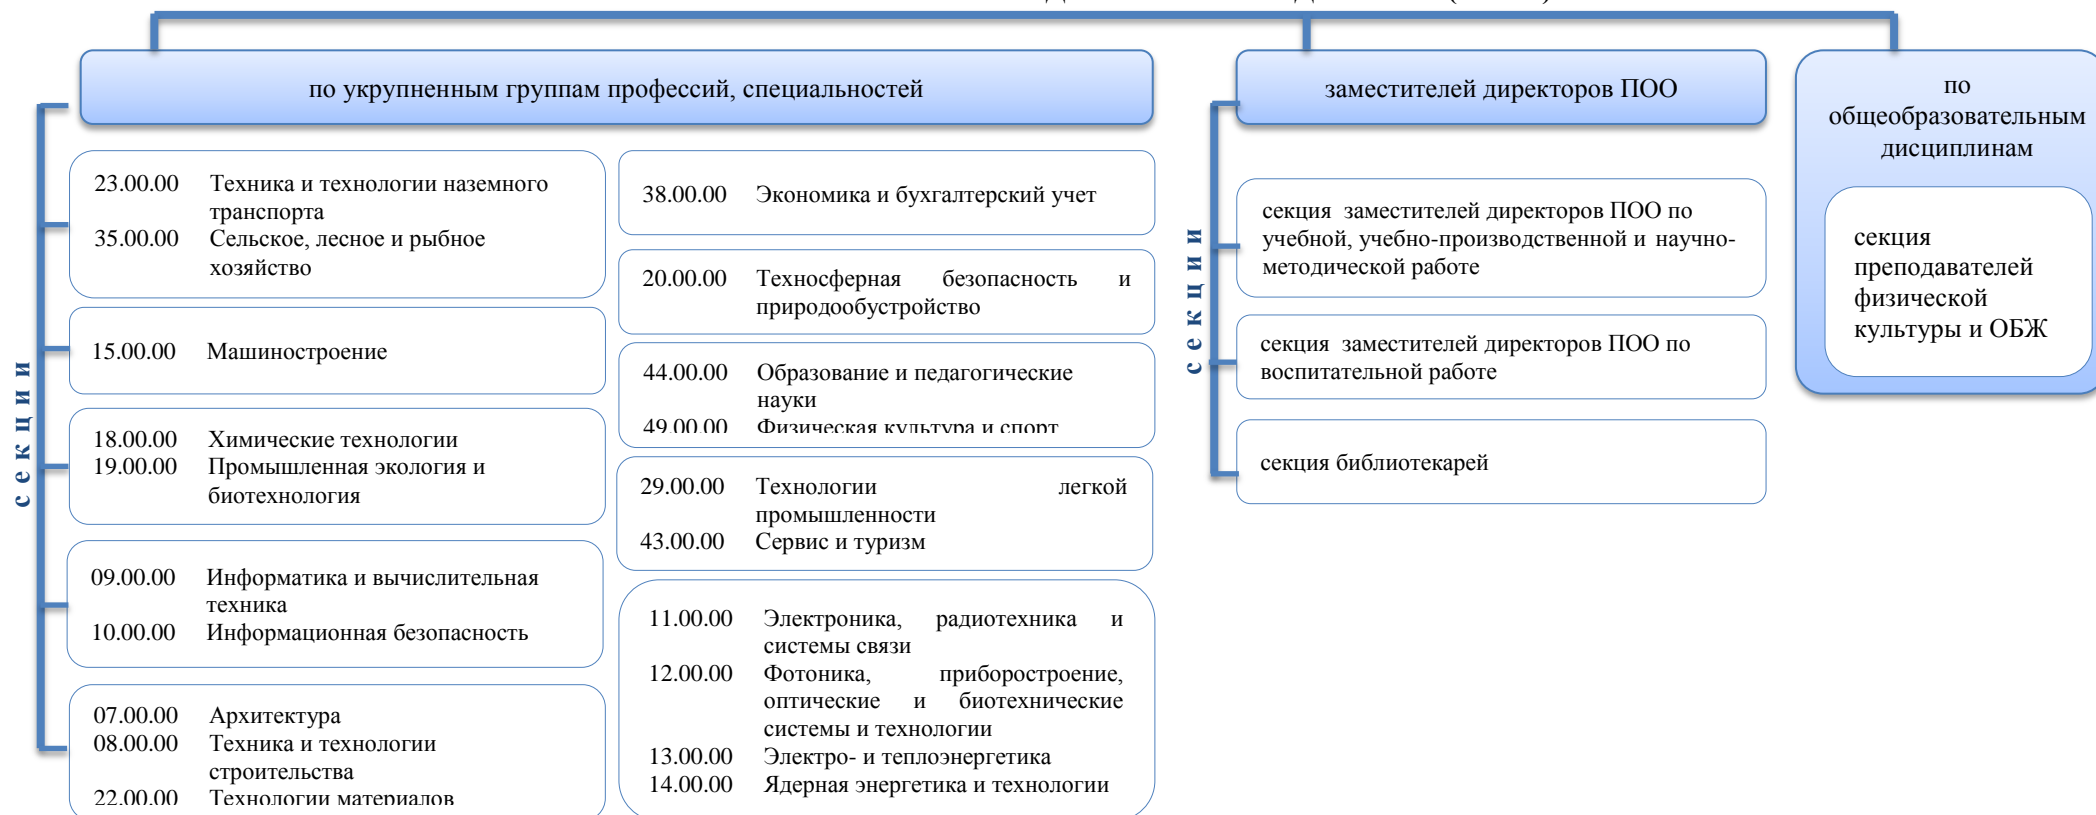 по укрупненным группам профессий, специальностей
секции
23.00.00 Техника и технологии наземного
транспорта
35.00.00 Сельское, лесное и рыбное
хозяйство
15.00.00 Машиностроение
18.00.00 Химические технологии
19.00.00 Промышленная экология и
биотехнология
09.00.00 Информатика и вычислительная
техника
10.00.00 Информационная безопасность
07.00.00 Архитектура
08.00.00 Техника и технологии
строительства
22.00.00 Технологии материалов
38.00.00 Экономика и бухгалтерский учет
20.00.00 Техносферная безопасность и
природообустройство
44.00.00 Образование и педагогические
науки
49.00.00 Физическая культура и спорт
29.00.00 Технологии легкой
промышленности
43.00.00 Сервис и туризм
11.00.00 Электроника, радиотехника и
системы связи
12.00.00 Фотоника, приборостроение,
оптические и биотехнические
системы и технологии
13.00.00 Электро- и теплоэнергетика
14.00.00 Ядерная энергетика и технологии
заместителей директоров ПОО
секции
секция заместителей директоров ПОО по
учебной, учебно-производственной и научно-
методической работе
секция заместителей директоров ПОО по
воспитательной работе
секция библиотекарей
по
общеобразовательным
дисциплинам
секция
преподавателей
физической
культуры и ОБЖ